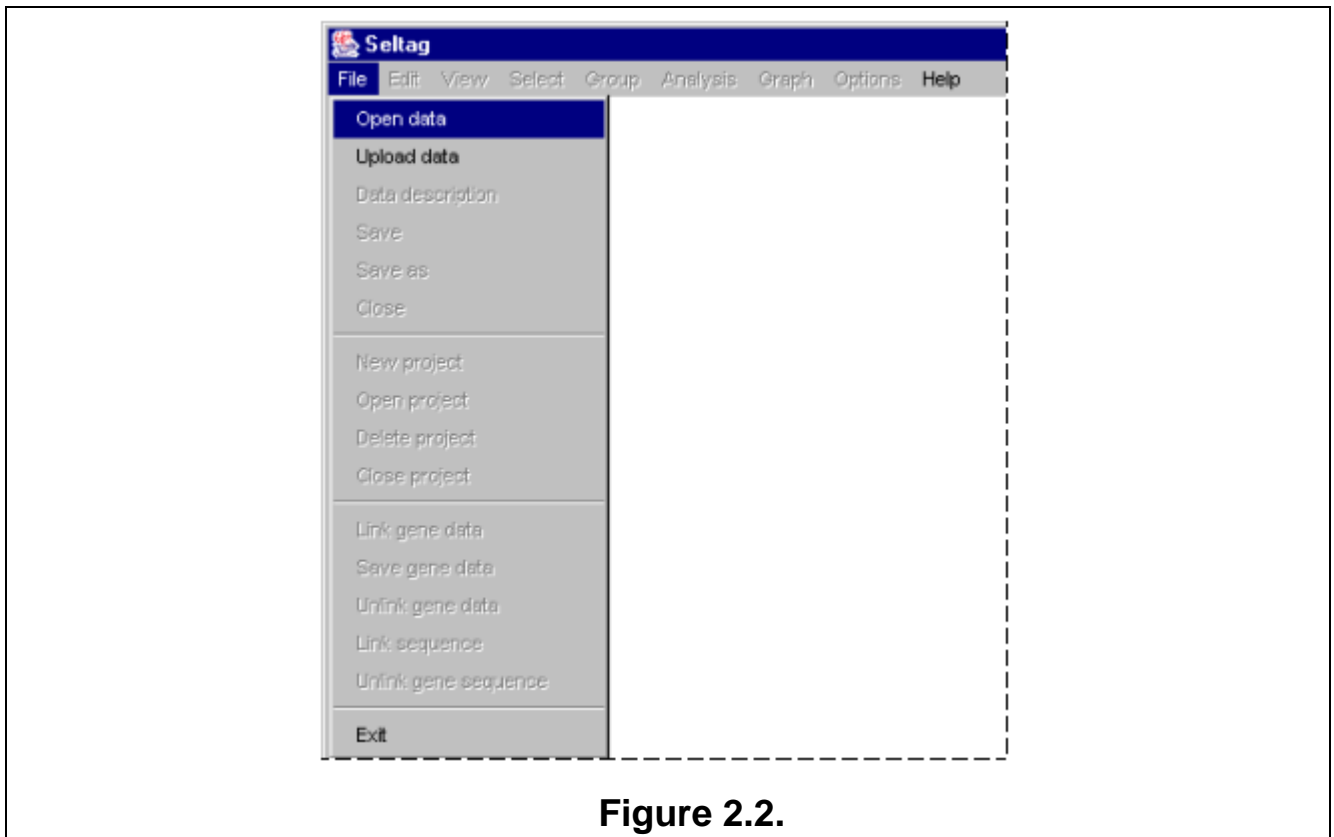 Seltag
File Edit View Select Group Analysis Graph Options Help
Open data
Upload data
Data description
Save
Save as
Close
New project
Open project
Delete project
Close project
Link gene data
Save gene data
Unlink gene data
Link sequence
Unlink gene sequence
Exit
Figure 2.2.